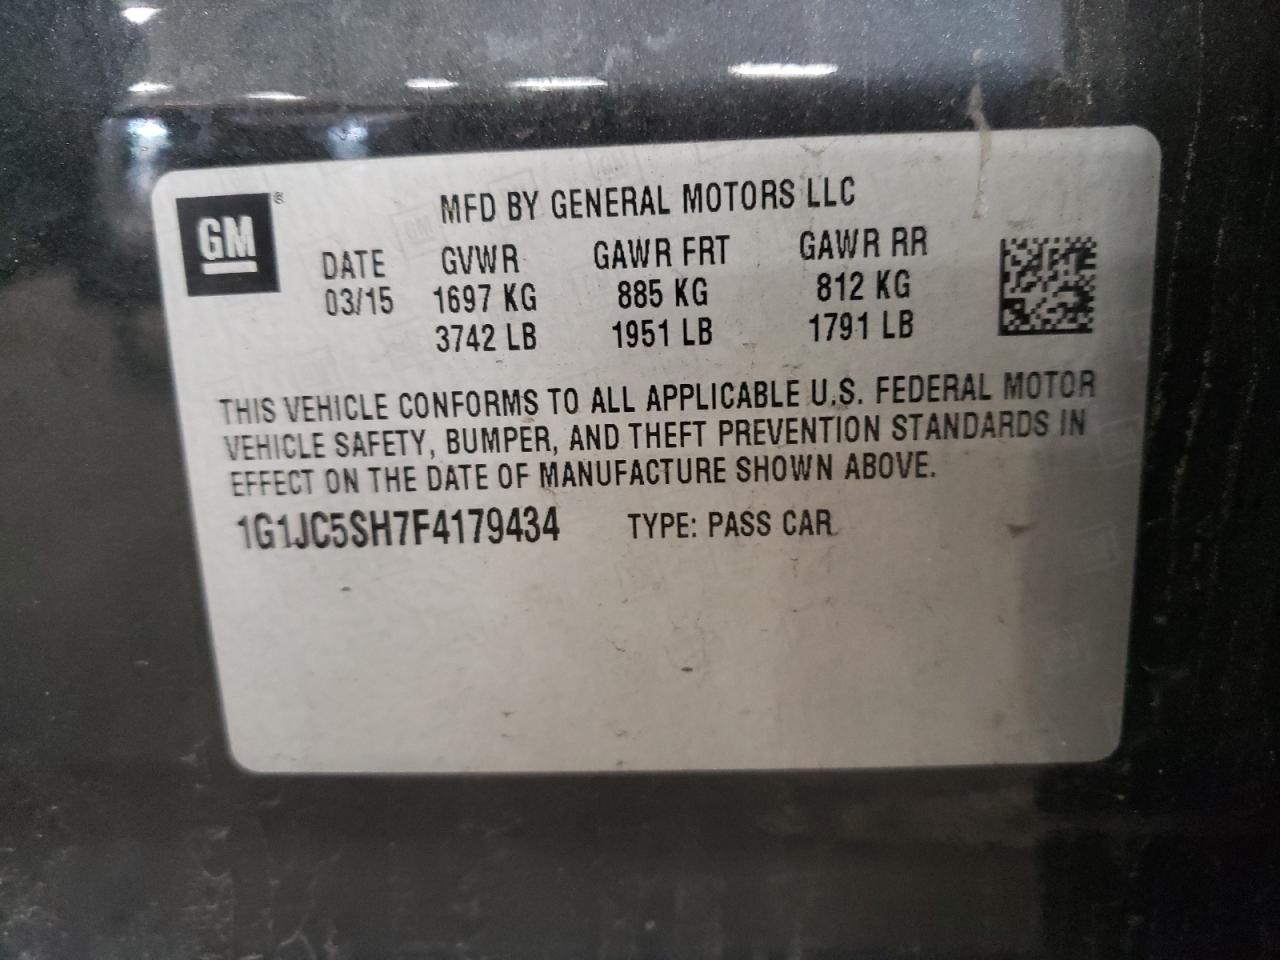 GM®
MFD BY GENERAL MOTORS LLC
DATE GVWR GAWR FRT GAWR RR
03/15 1697 KG 885 KG 812 KG
3742 LB 1951 LB 1791 LB
THIS VEHICLE CONFORMS TO ALL APPLICABLE U.S. FEDERAL MOTOR
VEHICLE SAFETY, BUMPER, AND THEFT PREVENTION STANDARDS IN
EFFECT ON THE DATE OF MANUFACTURE SHOWN ABOVE.
1G1JC5SH7F4179434 TYPE: PASS CAR